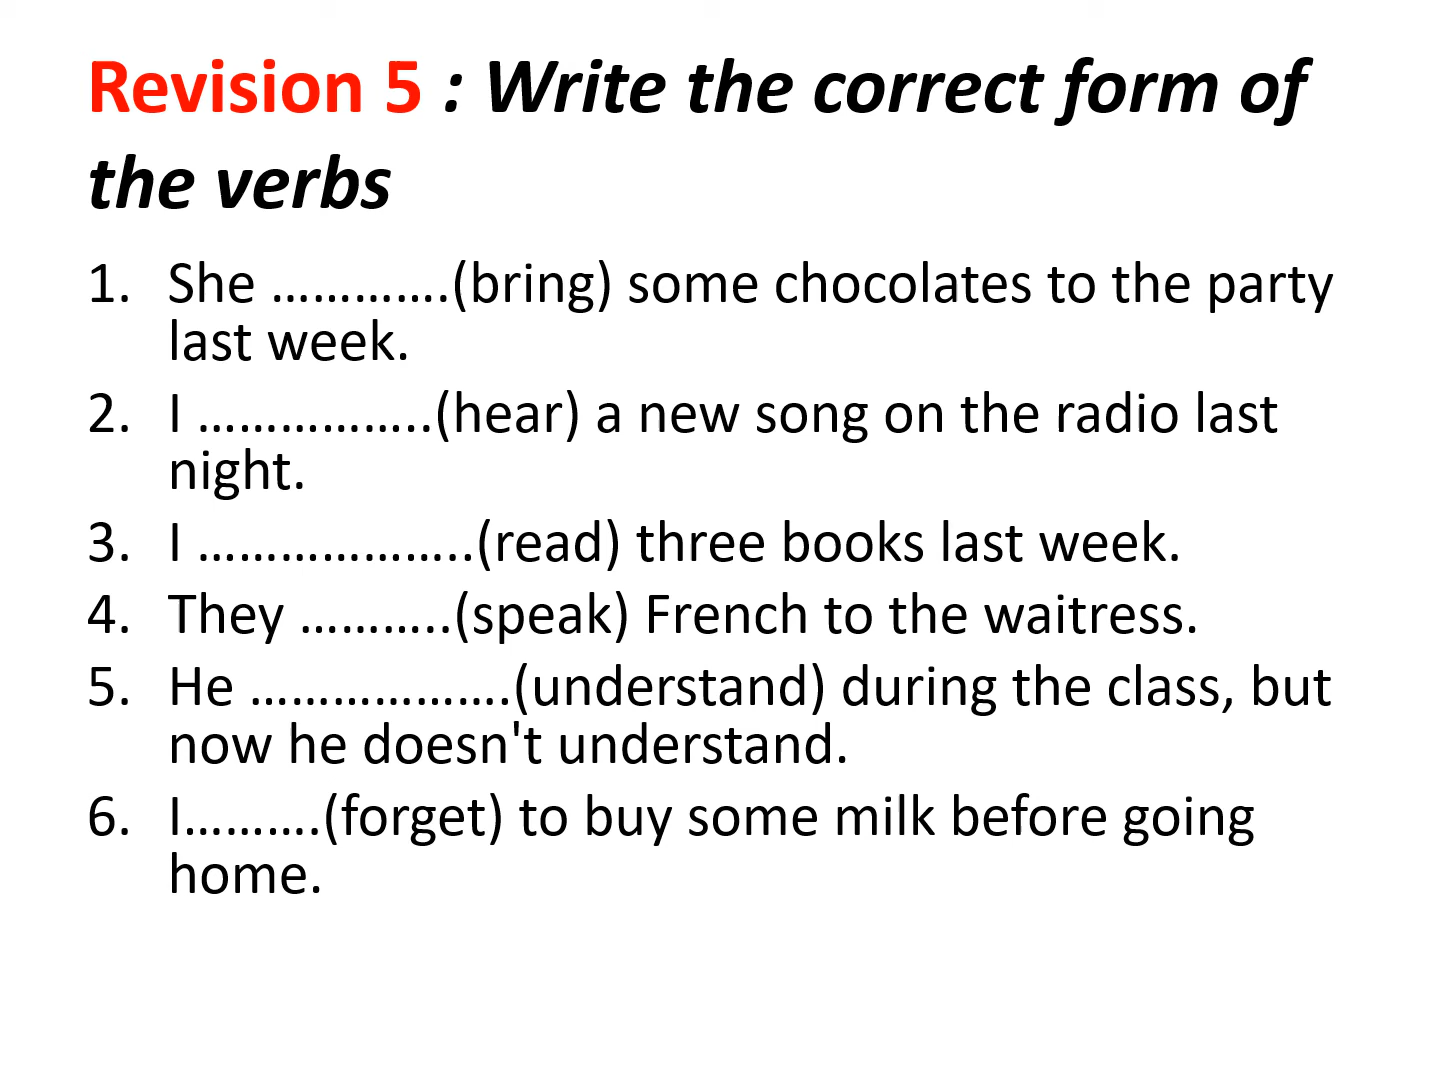 Revision 5 : Write the correct form of
the verbs
1. She ………….(bring) some chocolates to the party
last week.
2. I ……………..(hear) a new song on the radio last
night.
3. I ………………..(read) three books last week.
4. They ………..(speak) French to the waitress.
5. He ……………….(understand) during the class, but
now he doesn't understand.
6. I……….(forget) to buy some milk before going
home.